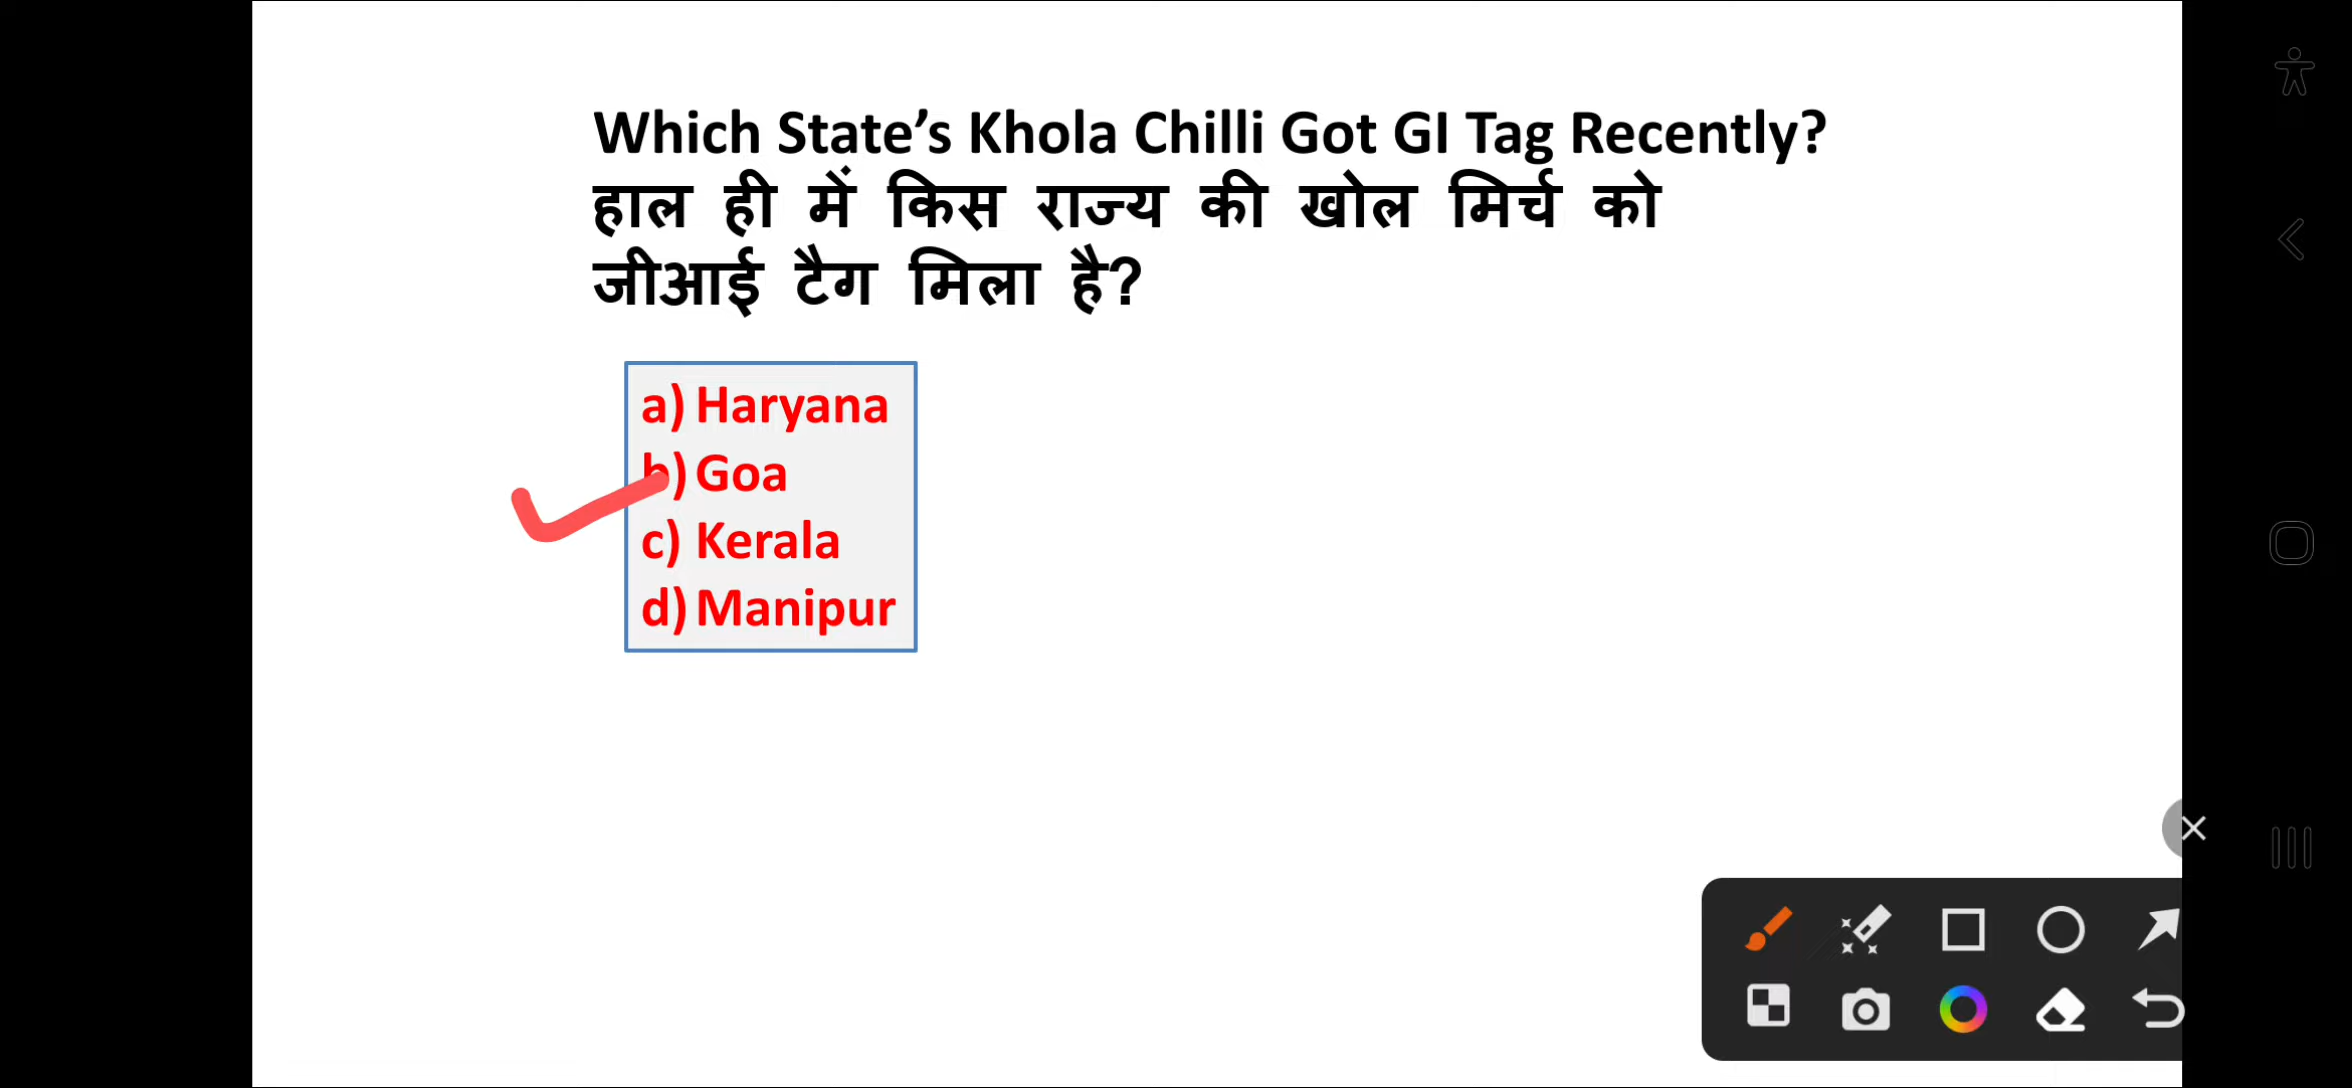 Which State’s Khola Chilli Got GI Tag Recently?
हाल ही में किस राज्य की खोल मिर्च को
जीआई टैग मिला है?
a) Haryana
b) Goa
c) Kerala
d) Manipur